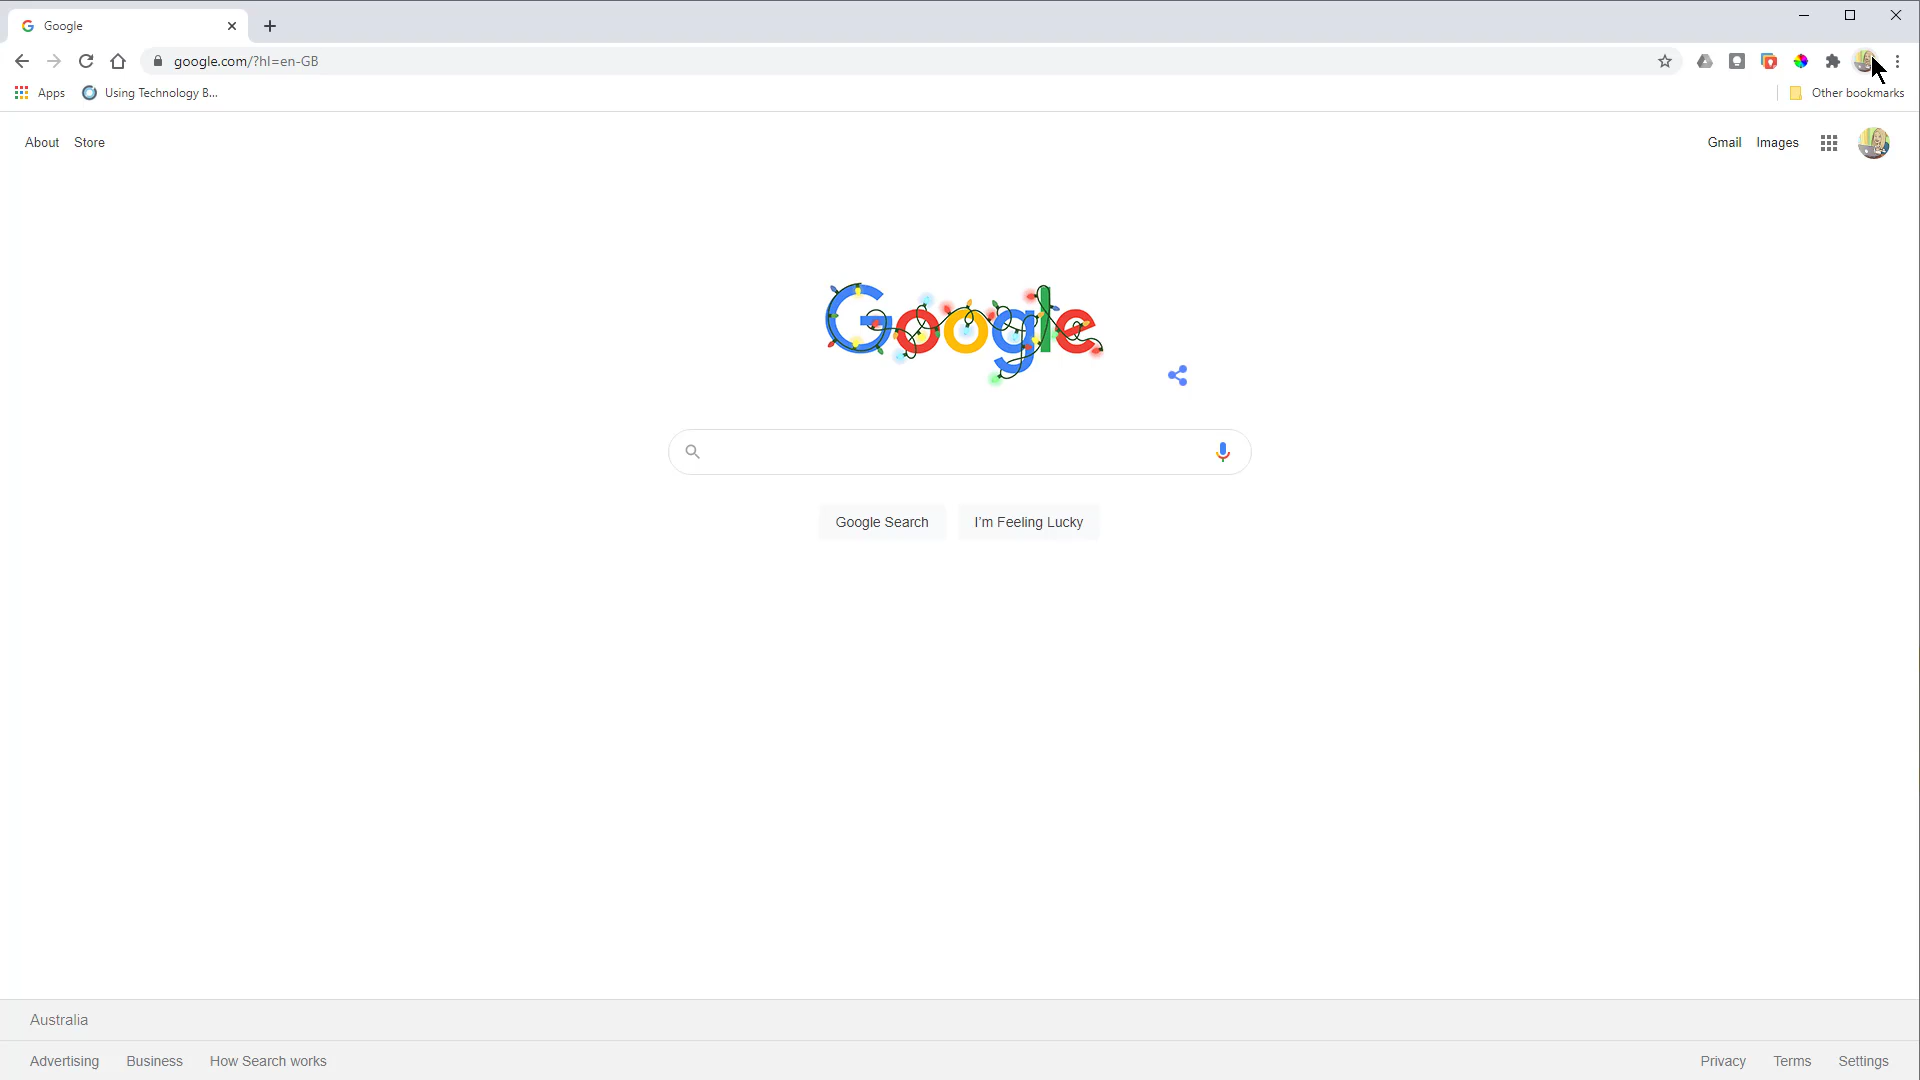 Google
google.com/?hl=en-GB
Apps
Using Technology B...
Other bookmarks
About
Store
Gmail
Images
Google
Google Search
I'm Feeling Lucky
Australia
Advertising
Business
How Search works
Privacy
Terms
Settings